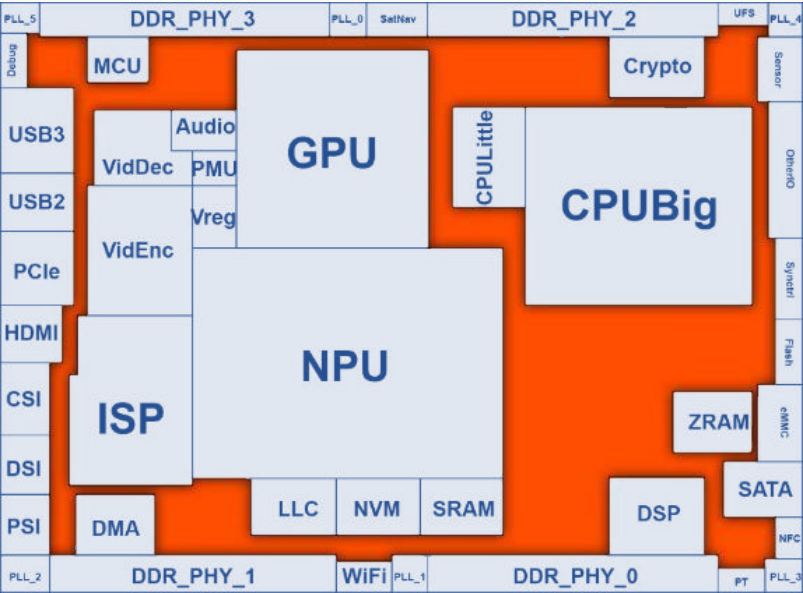 PLL_5
DDR_PHY_3
PLL_0
SatNav
DDR_PHY_2
UFS
PLL_4
Debug
MCU
Crypto
Sensor
USB3
Audio
GPU
CPULittle
CPUBig
OtherIO
VidDec
PMU
USB2
Vreg
VidEnc
PCIe
Synctrl
HDMI
NPU
Flash
CSI
ISP
ZRAM
eMMC
DSI
SATA
LLC
NVM
SRAM
DSP
PSI
DMA
NFC
PLL_2
DDR_PHY_1
WiFi
PLL_1
DDR_PHY_0
PT
PLL_3